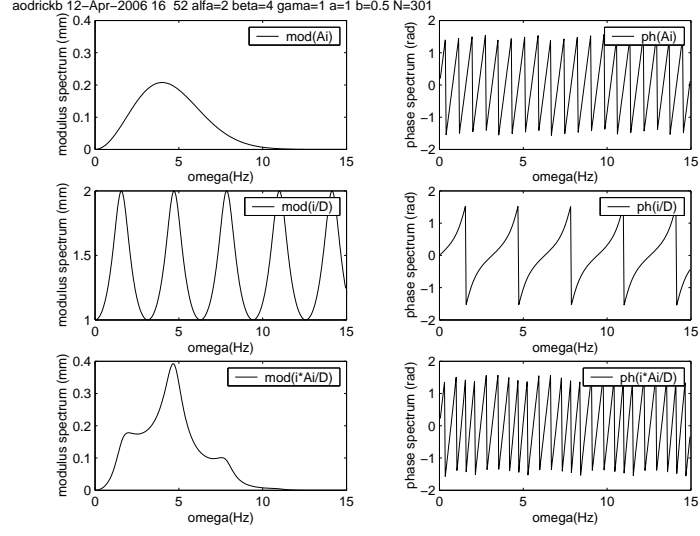 aodrickb 12−Apr−2006 16 52 alfa=2 beta=4 gama=1 a=1 b=0.5 N=301
modulus spectrum (mm)
0.4
0.3
0.2
0.1
0
0 5 10 15
omega(Hz)
mod(Ai)
phase spectrum (rad)
2
1
0
−1
−2
0 5 10 15
omega(Hz)
ph(Ai)
modulus spectrum (mm)
2
1.5
1
0 5 10 15
omega(Hz)
mod(i/D)
phase spectrum (rad)
2
1
0
−1
−2
0 5 10 15
omega(Hz)
ph(i/D)
modulus spectrum (mm)
0.4
0.3
0.2
0.1
0
0 5 10 15
omega(Hz)
mod(i*Ai/D)
phase spectrum (rad)
2
1
0
−1
−2
0 5 10 15
omega(Hz)
ph(i*Ai/D)